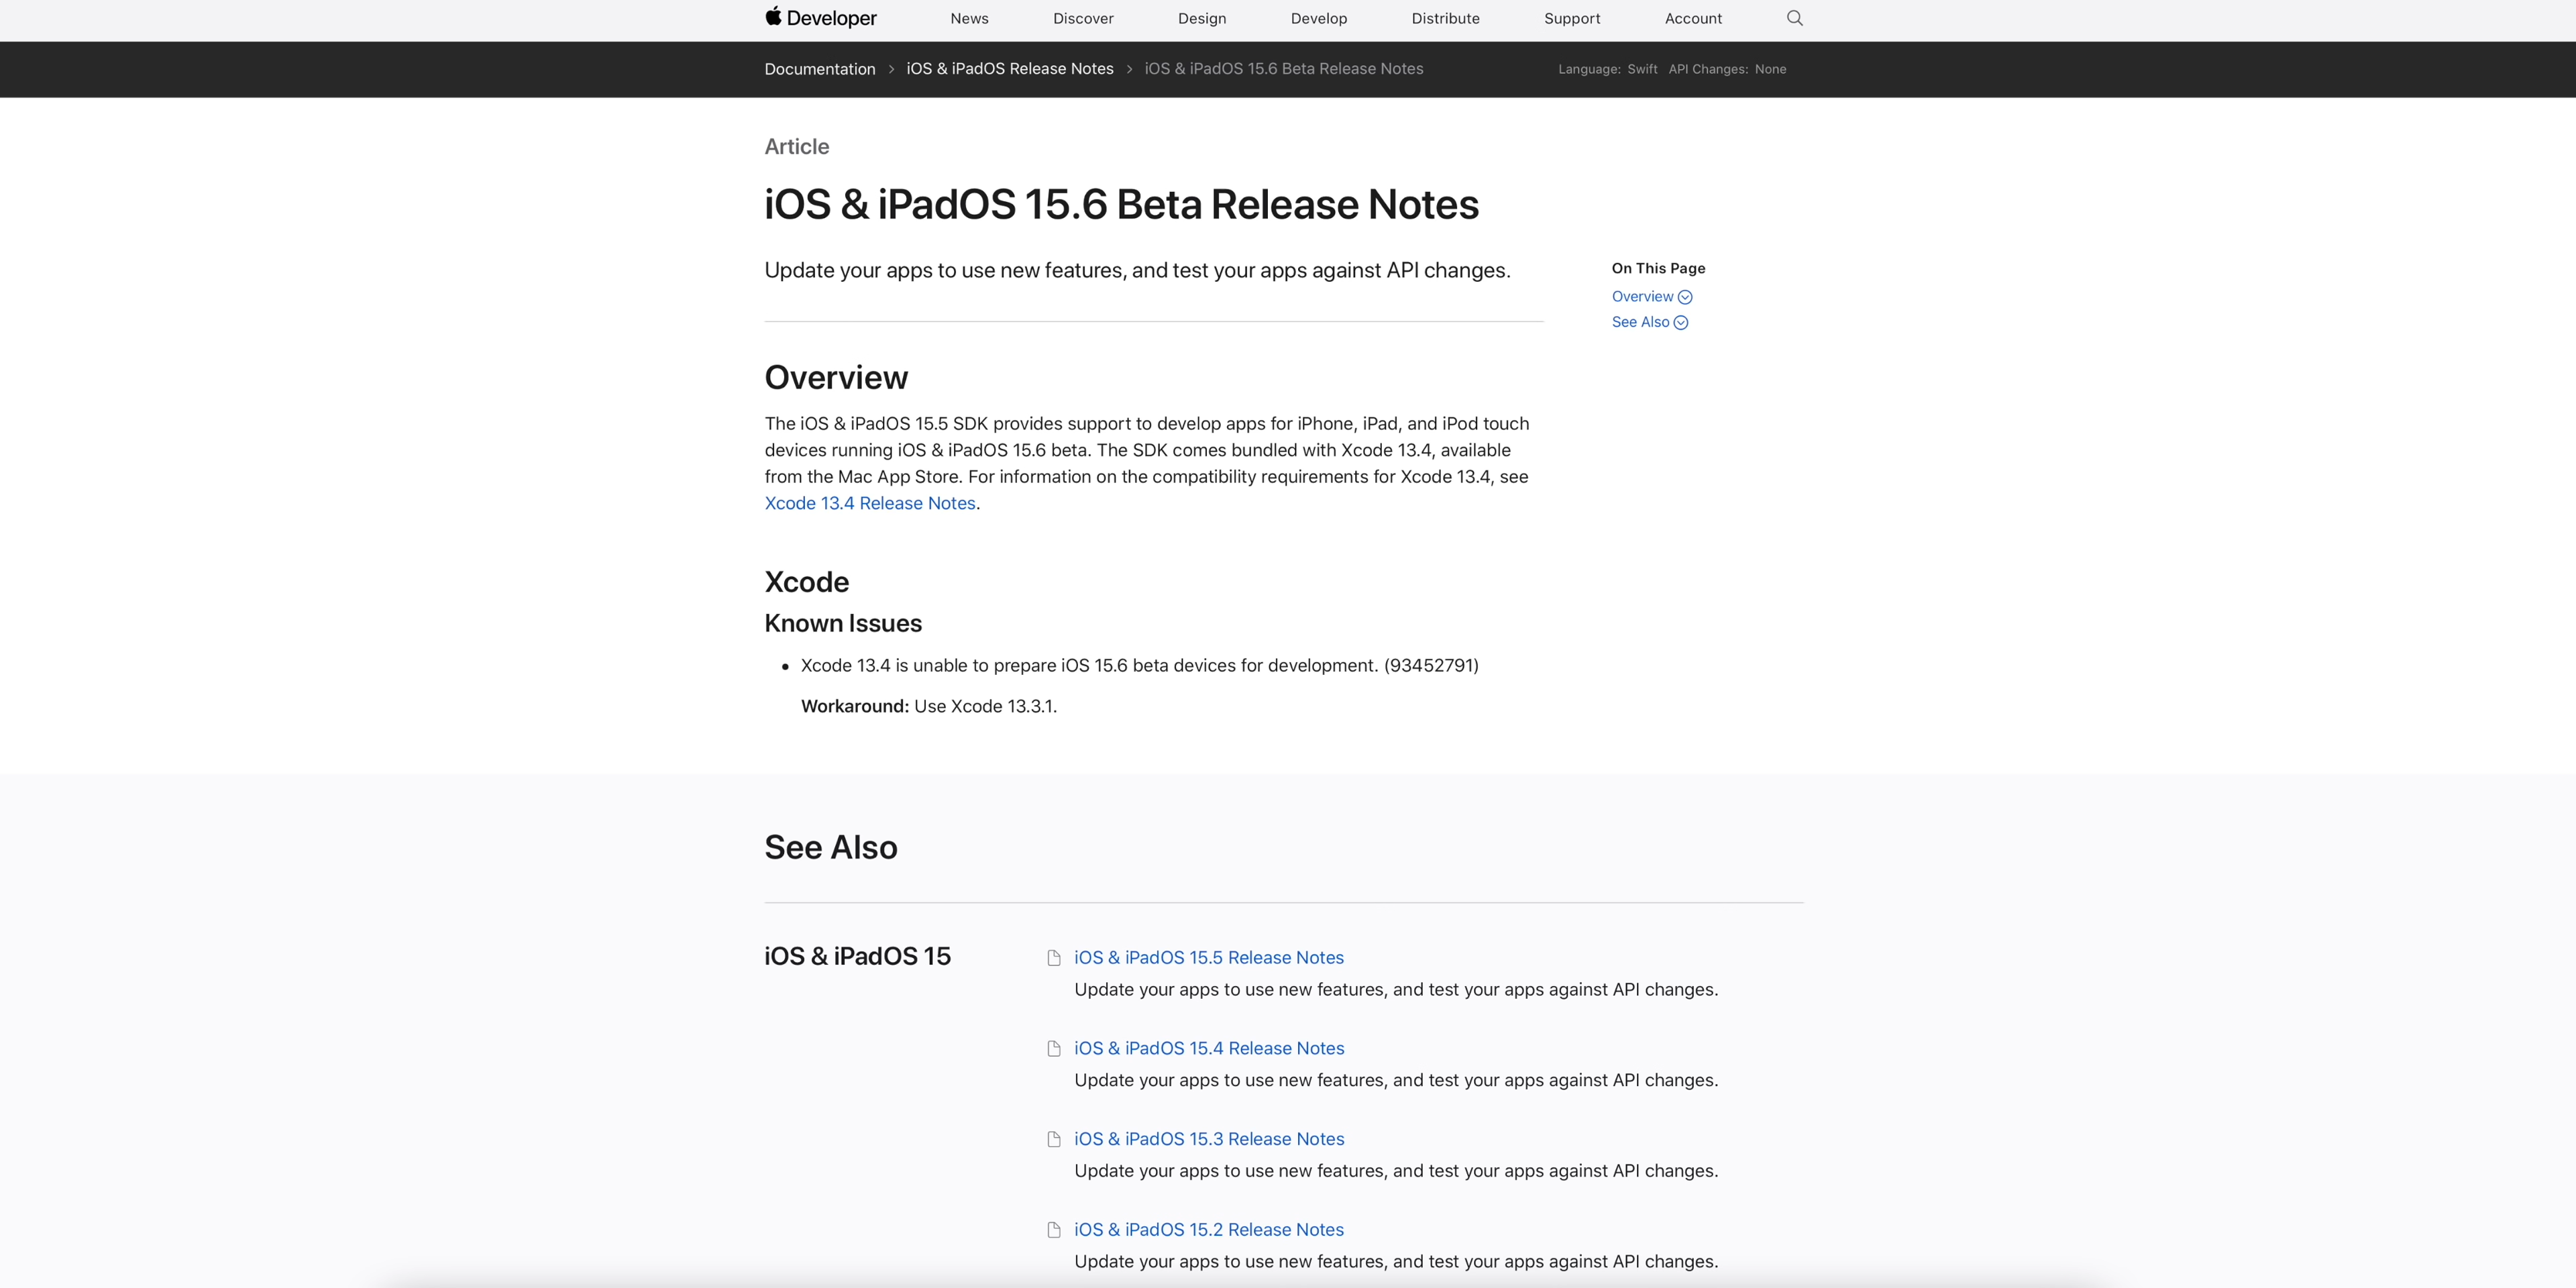 Developer News Discover Design Develop Distribute Support Account
Documentation > iOS & iPadOS Release Notes > iOS & iPadOS 15.6 Beta Release Notes Language: Swift API Changes: None
Article
iOS & iPadOS 15.6 Beta Release Notes
Update your apps to use new features, and test your apps against API changes.
On This Page
Overview
See Also
Overview
The iOS & iPadOS 15.5 SDK provides support to develop apps for iPhone, iPad, and iPod touch
devices running iOS & iPadOS 15.6 beta. The SDK comes bundled with Xcode 13.4, available
from the Mac App Store. For information on the compatibility requirements for Xcode 13.4, see
Xcode 13.4 Release Notes.
Xcode
Known Issues
• Xcode 13.4 is unable to prepare iOS 15.6 beta devices for development. (93452791)
Workaround: Use Xcode 13.3.1.
See Also
iOS & iPadOS 15
iOS & iPadOS 15.5 Release Notes
Update your apps to use new features, and test your apps against API changes.
iOS & iPadOS 15.4 Release Notes
Update your apps to use new features, and test your apps against API changes.
iOS & iPadOS 15.3 Release Notes
Update your apps to use new features, and test your apps against API changes.
iOS & iPadOS 15.2 Release Notes
Update your apps to use new features, and test your apps against API changes.